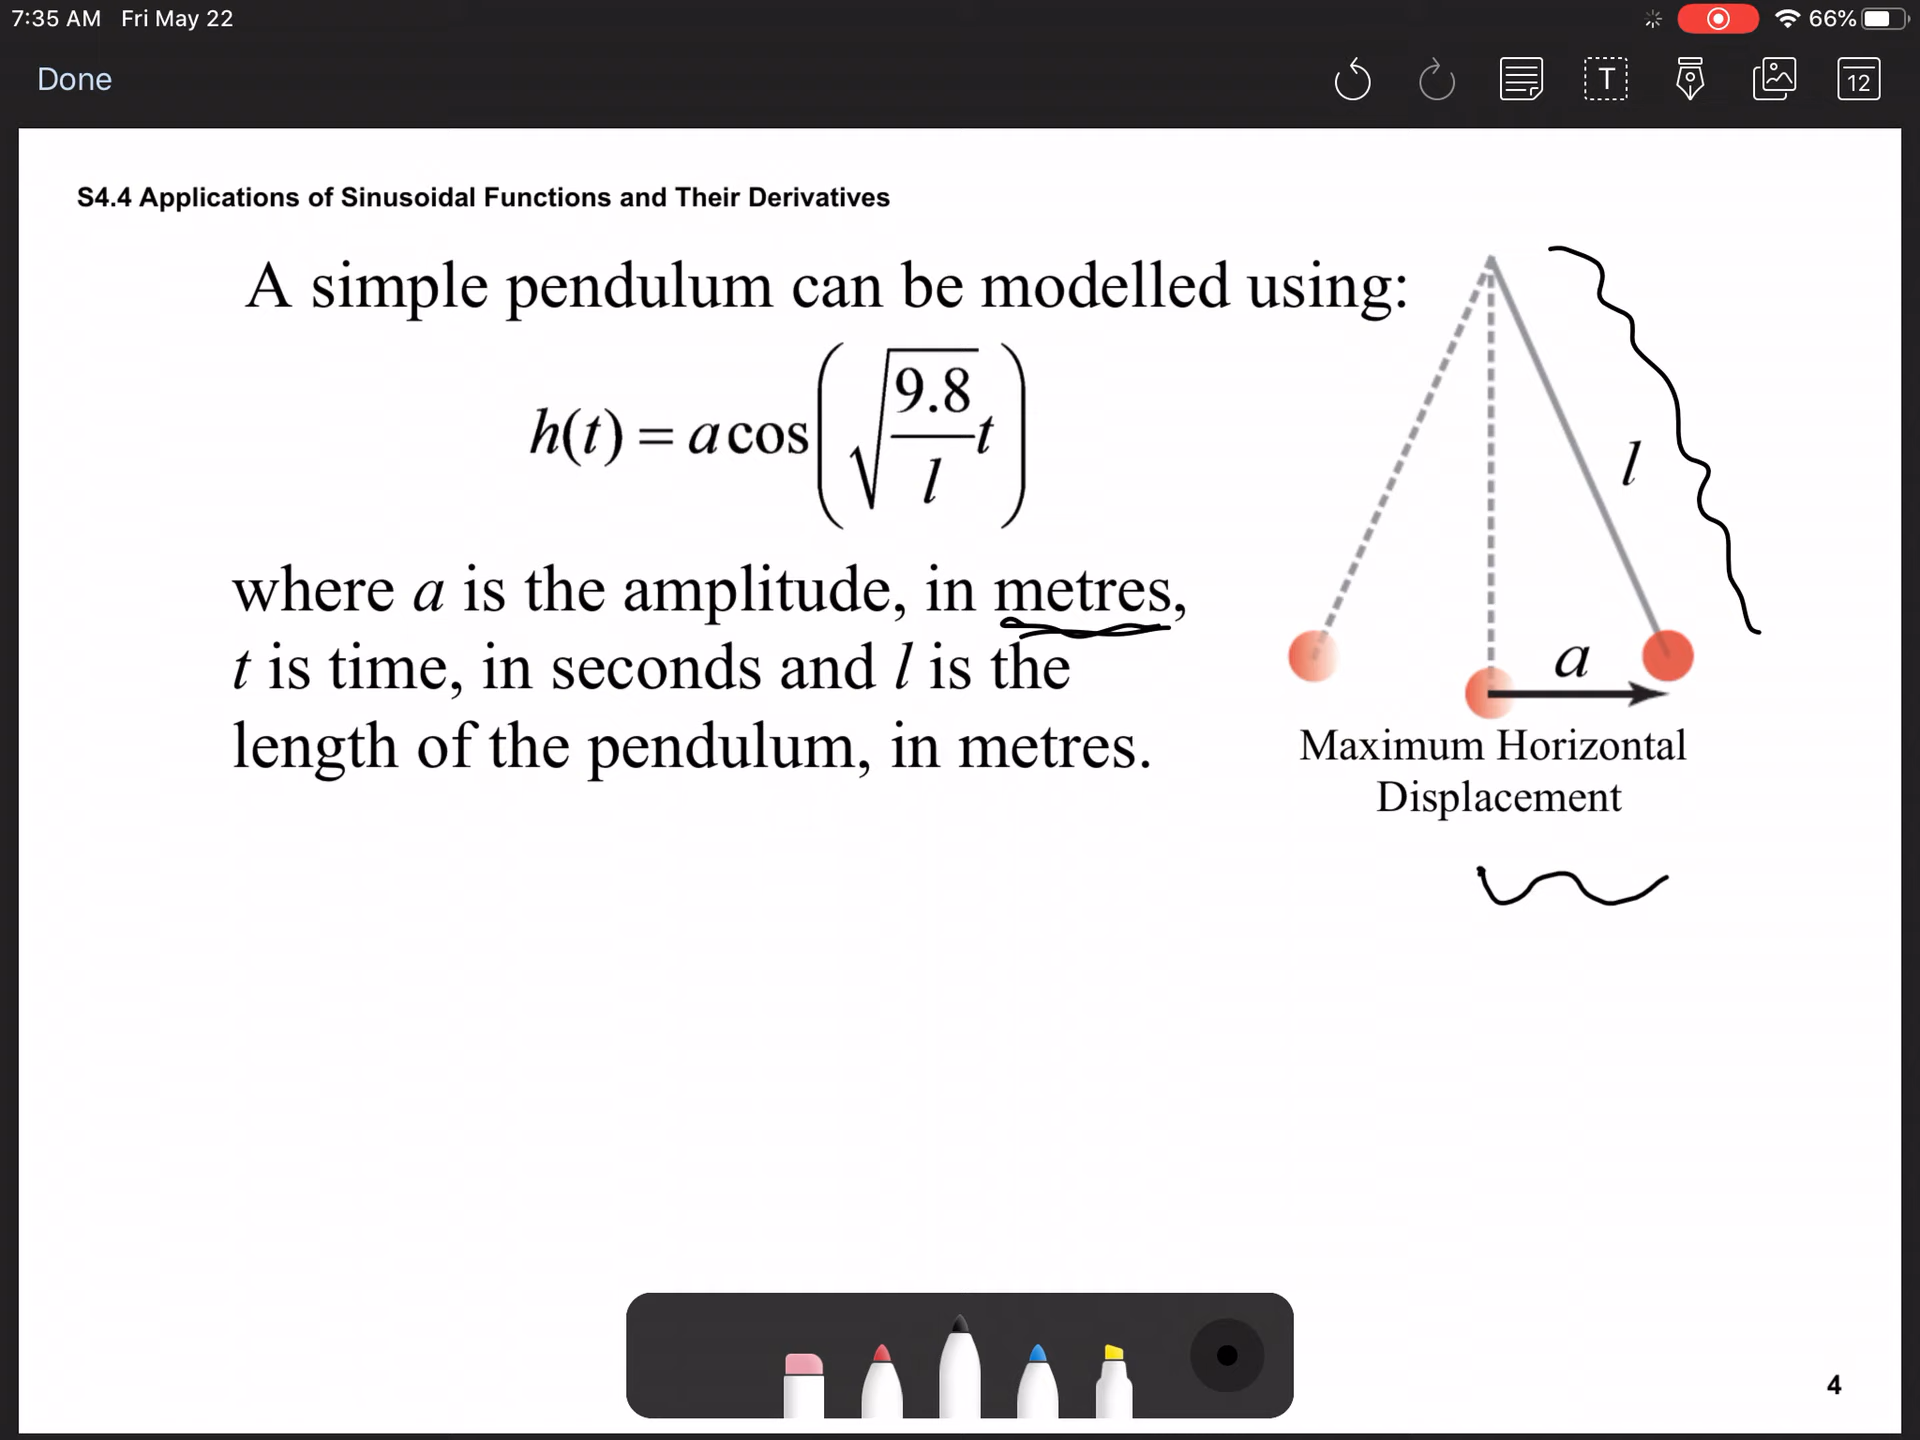 7:35 AM Fri May 22
66%
Done
T
12
S4.4 Applications of Sinusoidal Functions and Their Derivatives
A simple pendulum can be modelled using:
h(t) = a cos(√(9.8/l) t)
where a is the amplitude, in metres,
t is time, in seconds and l is the
length of the pendulum, in metres.
l
a
Maximum Horizontal
Displacement
4